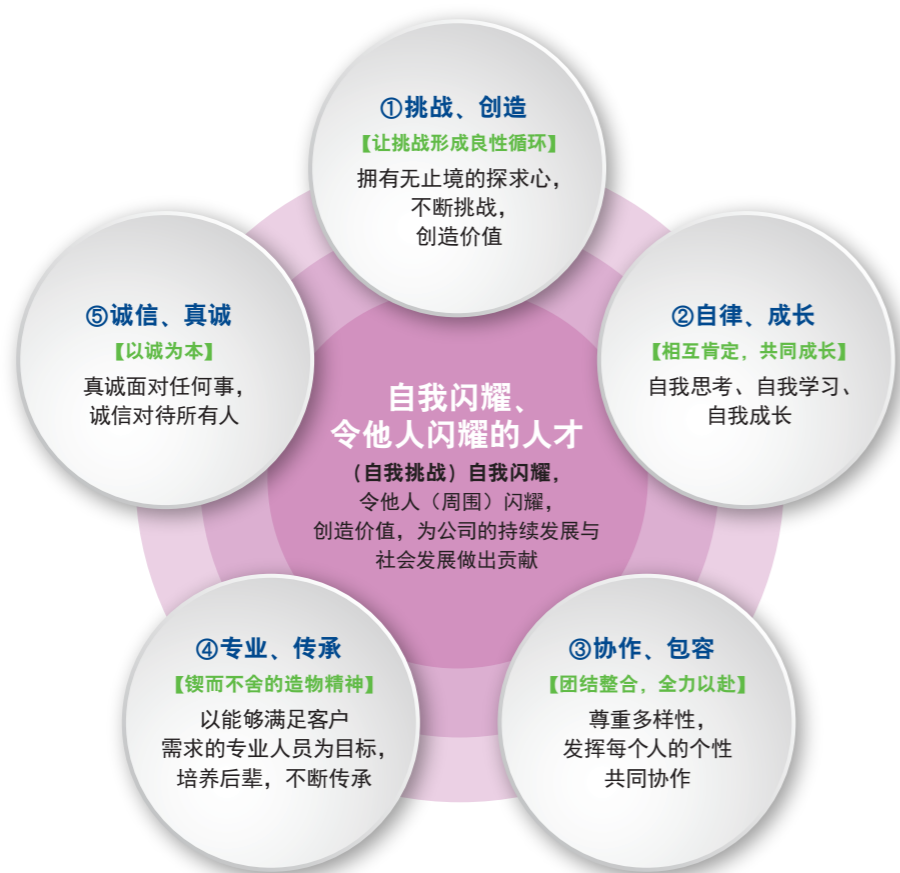 ①挑战、创造
【让挑战形成良性循环】
拥有无止境的探求心，
不断挑战，
创造价值
②自律、成长
【相互肯定，共同成长】
自我思考、自我学习、
自我成长
③协作、包容
【团结整合，全力以赴】
尊重多样性，
发挥每个人的个性
共同协作
④专业、传承
【锲而不舍的造物精神】
以能够满足客户
需求的专业人员为目标，
培养后辈，不断传承
⑤诚信、真诚
【以诚为本】
真诚面对任何事，
诚信对待所有人
自我闪耀、
令他人闪耀的人才
（自我挑战）自我闪耀，
令他人（周围）闪耀，
创造价值，为公司的持续发展与
社会发展做出贡献